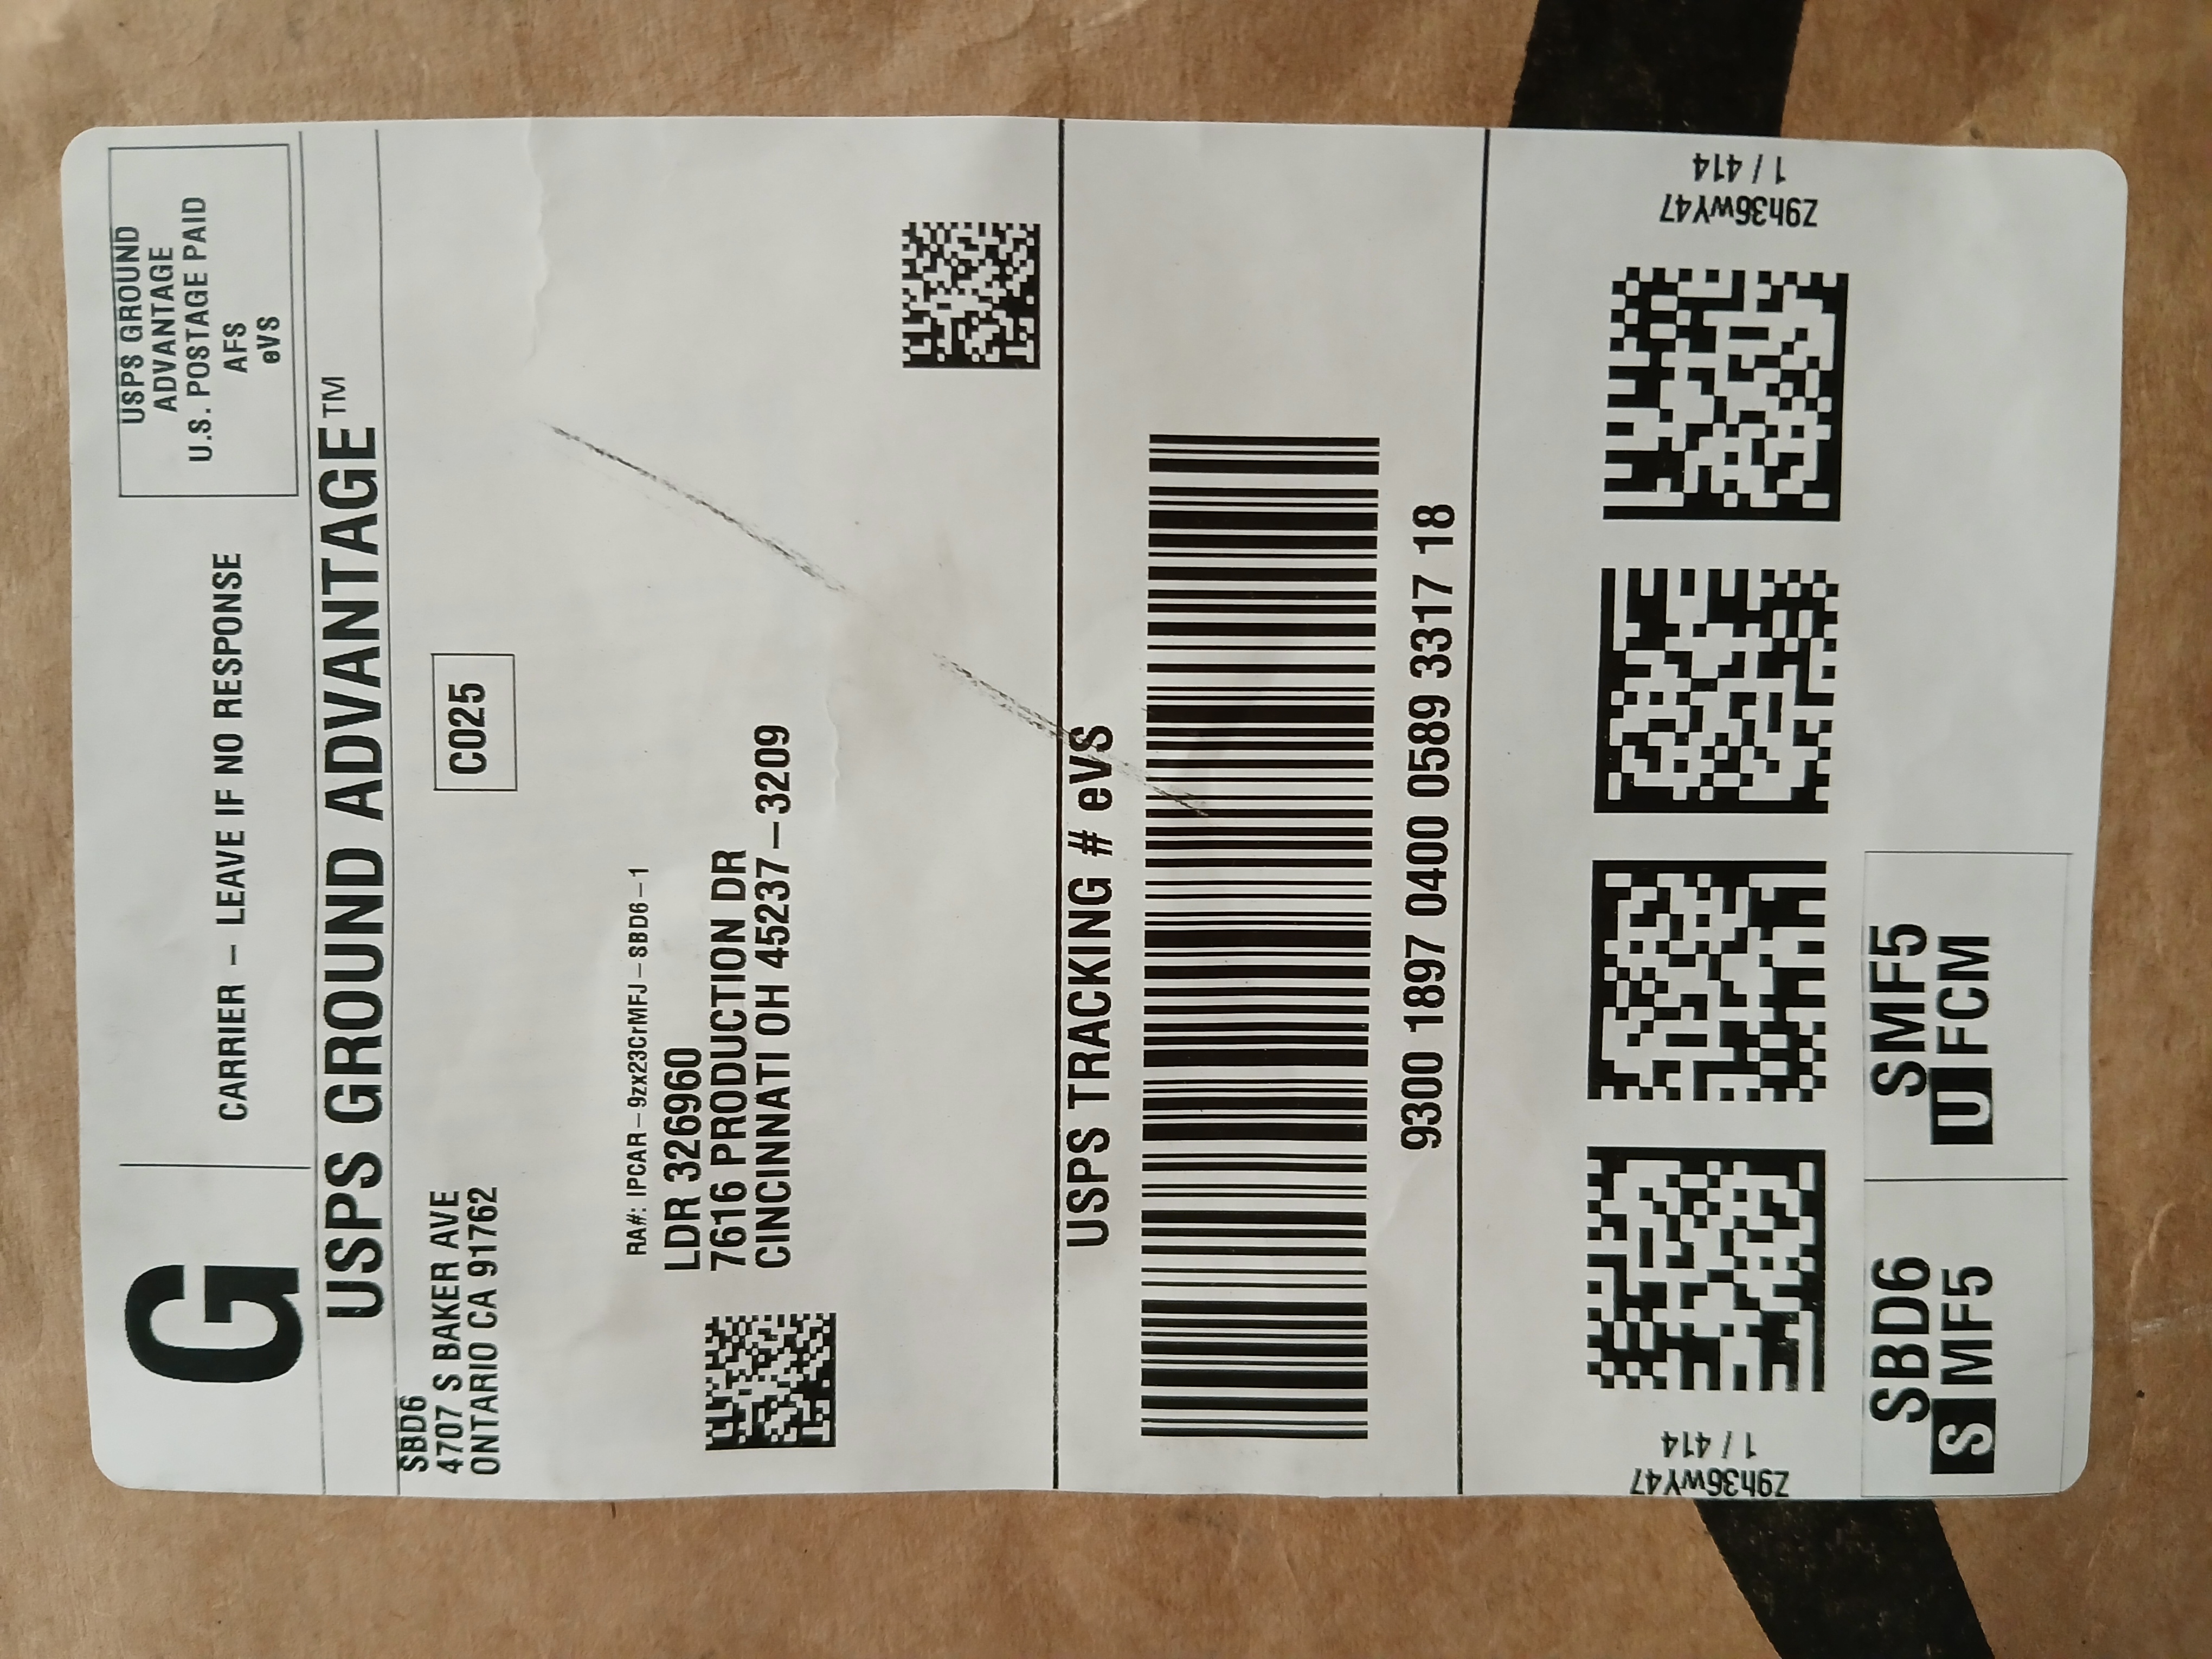 G
CARRIER – LEAVE IF NO RESPONSE
USPS GROUND
ADVANTAGE
U.S. POSTAGE PAID
AFS
eVS
USPS GROUND ADVANTAGE™
SBD6
4707 S BAKER AVE
ONTARIO CA 91762
C025
RA#: IPCAR–9zx23CrMFJ–SBD6–1
LDR 326960
7616 PRODUCTION DR
CINCINNATI OH 45237–3209
USPS TRACKING # eVS
9300 1897 0400 0589 3317 18
Z9h36wY47
1 / 414
Z9h36wY47
1 / 414
SBD6
S MF5
SMF5
U FCM